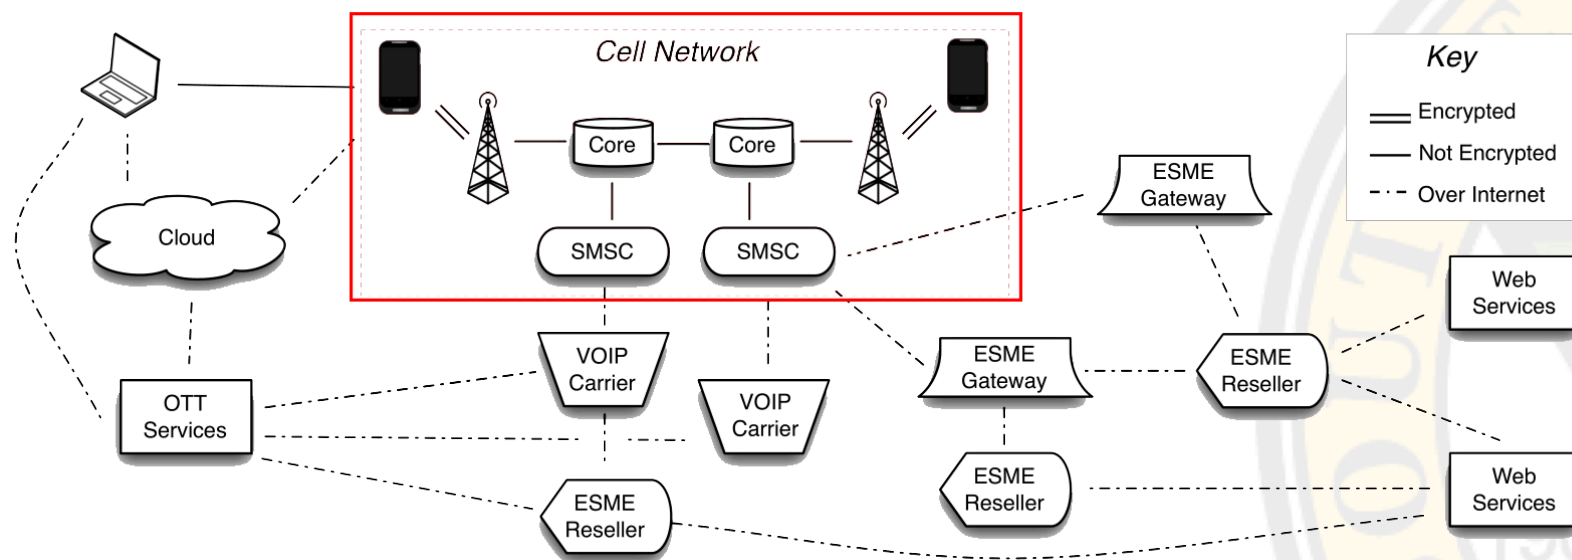 Cell Network
Key
Encrypted
Not Encrypted
Over Internet
Core
Core
ESME
Gateway
Cloud
SMSC
SMSC
Web
Services
VOIP
Carrier
ESME
Gateway
ESME
Reseller
OTT
Services
VOIP
Carrier
ESME
Reseller
ESME
Reseller
Web
Services